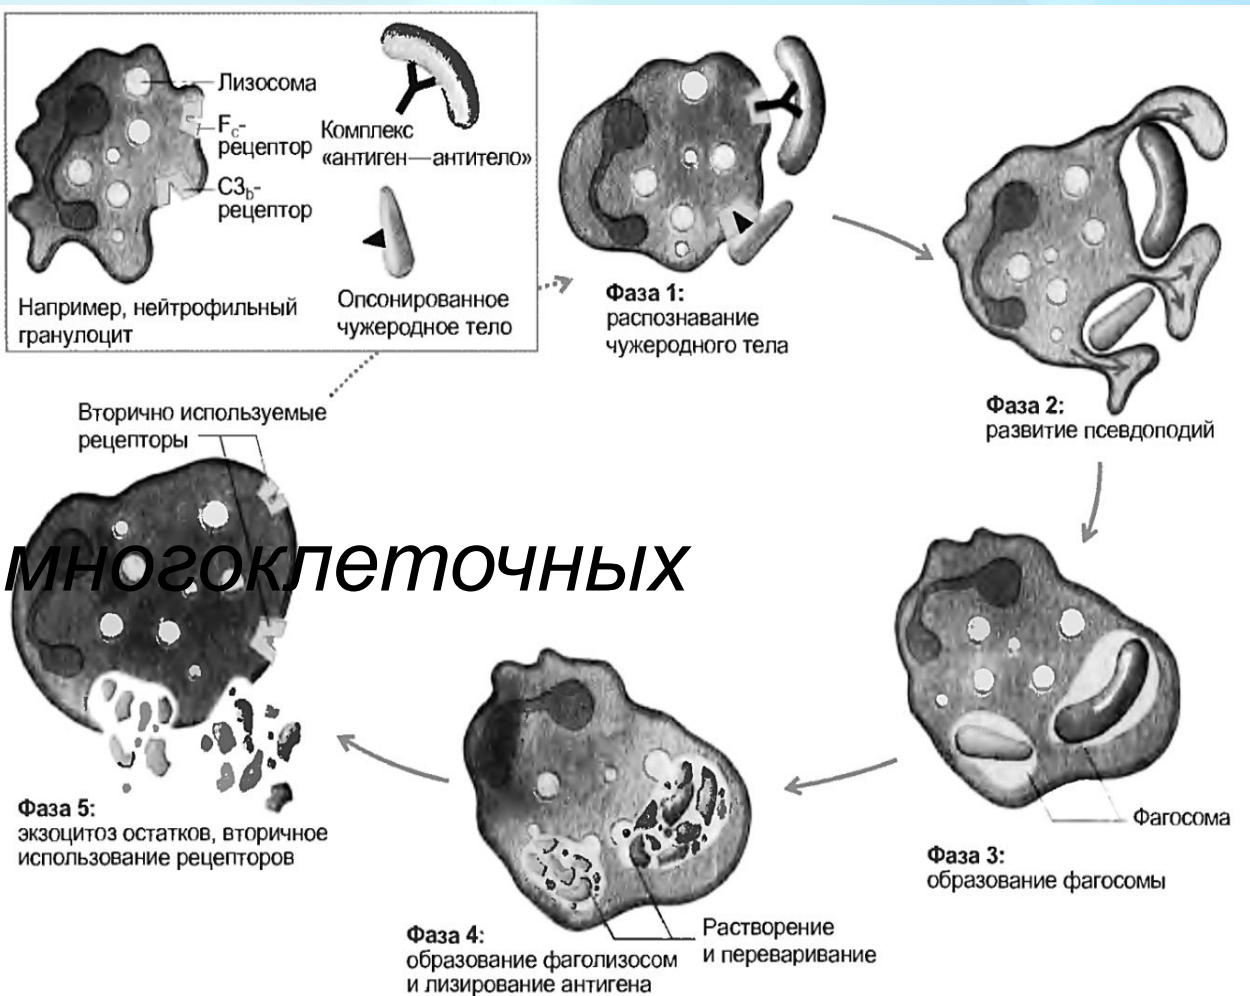 Лизосома
Fc-
рецептор
C3b-
рецептор
Комплекс
«антиген—антитело»
Например, нейтрофильный
гранулоцит
Опсонированное
чужеродное тело
Фаза 1:
распознавание
чужеродного тела
Фаза 2:
развитие псевдоподий
Вторично используемые
рецепторы
многоклеточных
Фагосома
Фаза 3:
образование фагосомы
Фаза 5:
экзоцитоз остатков, вторичное
использование рецепторов
Растворение
и переваривание
Фаза 4:
образование фаголизосом
и лизирование антигена